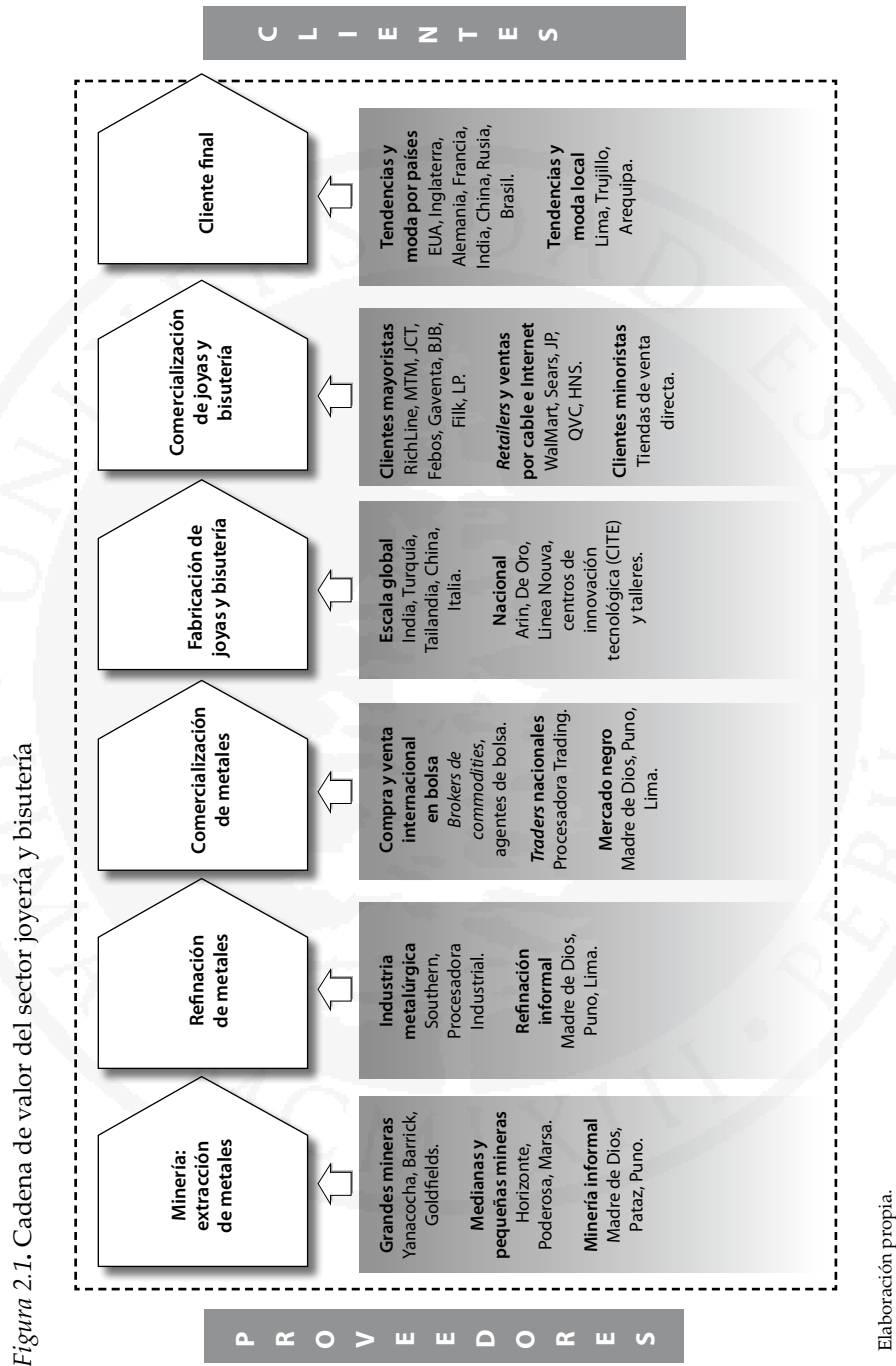 Figura 2.1. Cadena de valor del sector joyería y bisutería
PROVEEDORES
Minería:
extracción
de metales
Grandes mineras
Yanacocha, Barrick,
Goldfields.
Medianas y
pequeñas mineras
Horizonte,
Poderosa, Marsa.
Minería informal
Madre de Dios,
Pataz, Puno.
Refinación
de metales
Industria
metalúrgica
Southern,
Procesadora
Industrial.
Refinación
informal
Madre de Dios,
Puno, Lima.
Comercialización
de metales
Compra y venta
internacional
en bolsa
Brokers de
commodities,
agentes de bolsa.
Traders nacionales
Procesadora Trading.
Mercado negro
Madre de Dios, Puno,
Lima.
Fabricación de
joyas y bisutería
Escala global
India, Turquía,
Tailandia, China,
Italia.
Nacional
Arin, De Oro,
Linea Nouva,
centros de
innovación
tecnológica (CITE)
y talleres.
Comercialización
de joyas y
bisutería
Clientes mayoristas
RichLine, MTM, JCT,
Febos, Gaventa, BJB,
Filk, LP.
Retailers y ventas
por cable e Internet
WalMart, Sears, JP,
QVC, HNS.
Clientes minoristas
Tiendas de venta
directa.
Cliente final
Tendencias y
moda por países
EUA, Inglaterra,
Alemania, Francia,
India, China, Rusia,
Brasil.
Tendencias y
moda local
Lima, Trujillo,
Arequipa.
CLIENTES
Elaboración propia.